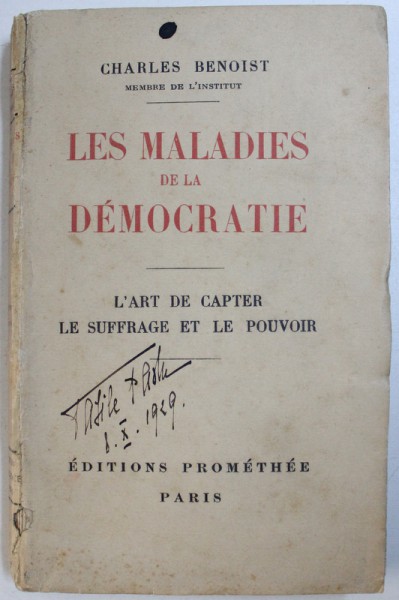 CHARLES BENOIST
MEMBRE DE L'INSTITUT
LES MALADIES
DE LA
DÉMOCRATIE
L'ART DE CAPTER
LE SUFFRAGE ET LE POUVOIR
X. 1929.
ÉDITIONS PROMÉTHÉE
PARIS